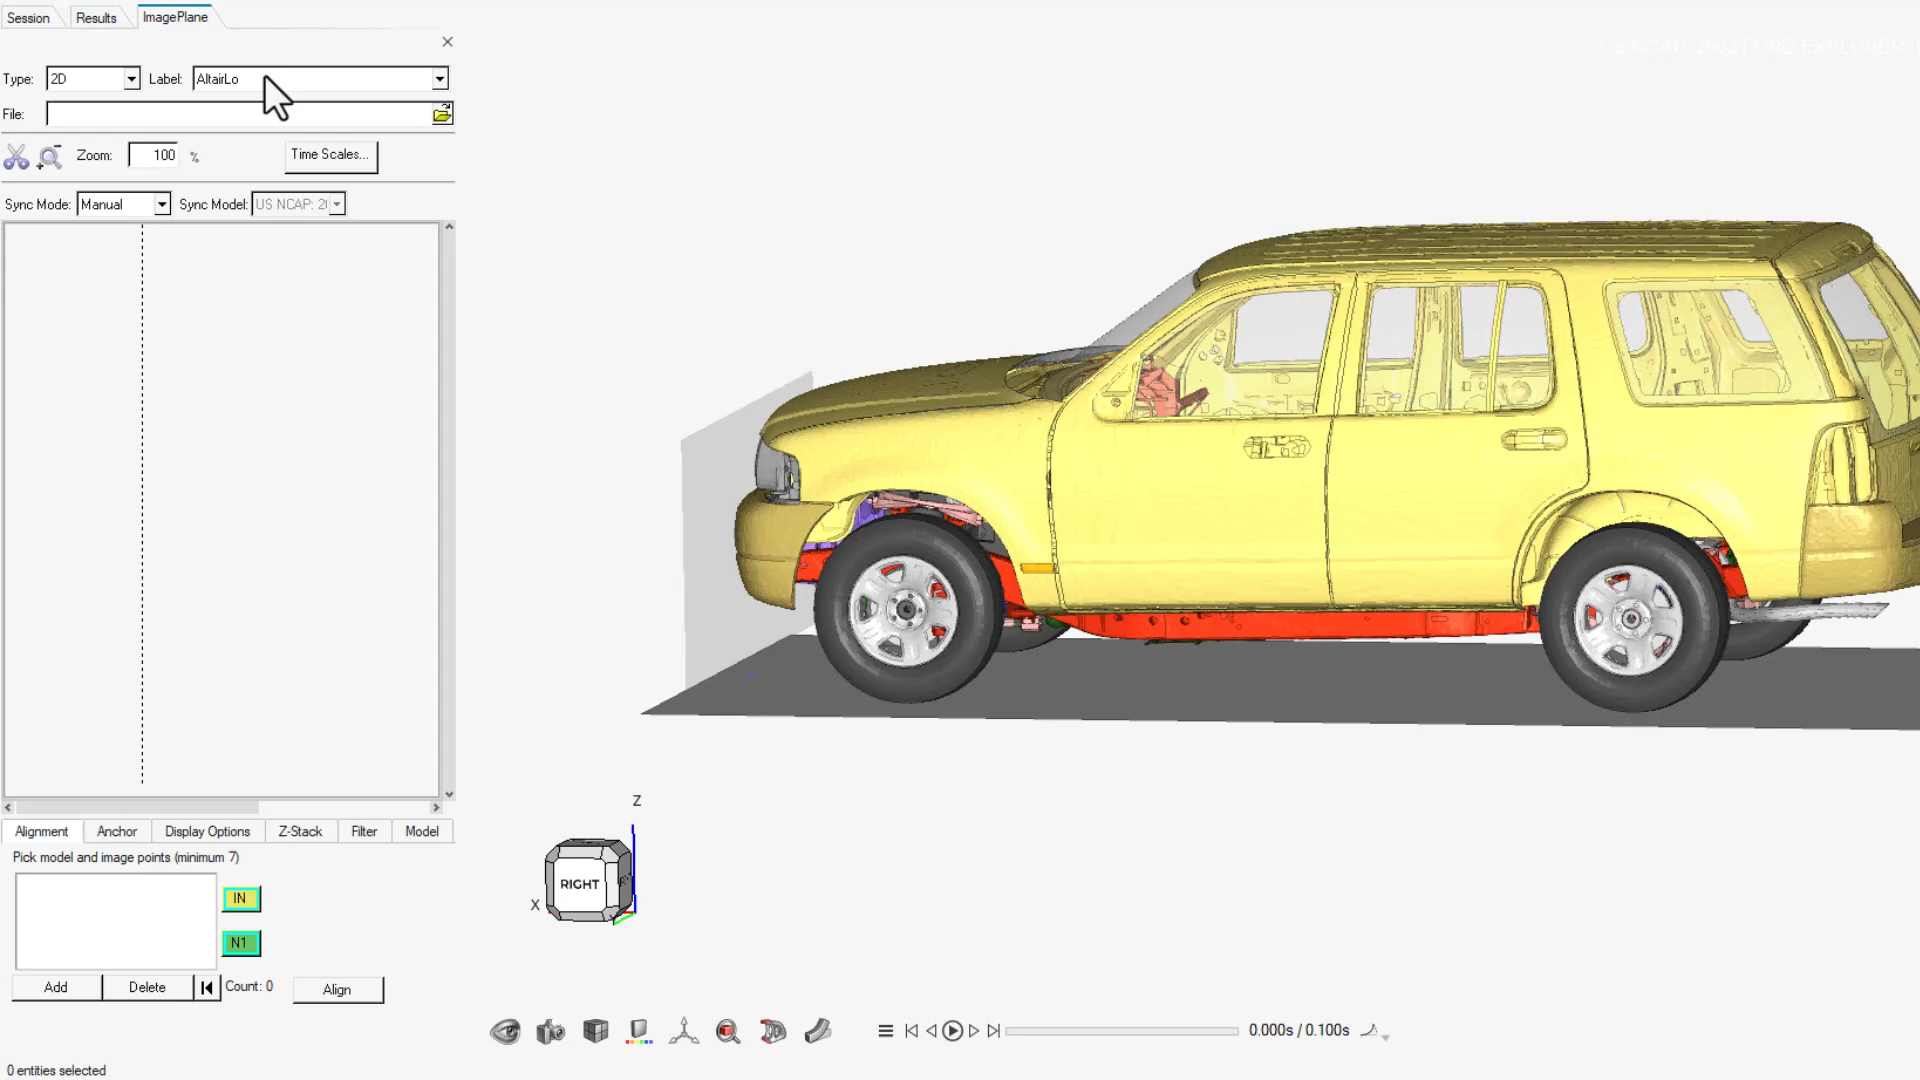 Session Results ImagePlane
Type: 2D Label: AltairLo
File:
Zoom: 100 % Time Scales...
Sync Mode: Manual Sync Model: US NCAP: 2
Alignment Anchor Display Options Z-Stack Filter Model
Pick model and image points (minimum 7)
IN
N1
Add Delete Count: 0 Align
0 entities selected
Z
X
RIGHT
0.000s / 0.100s